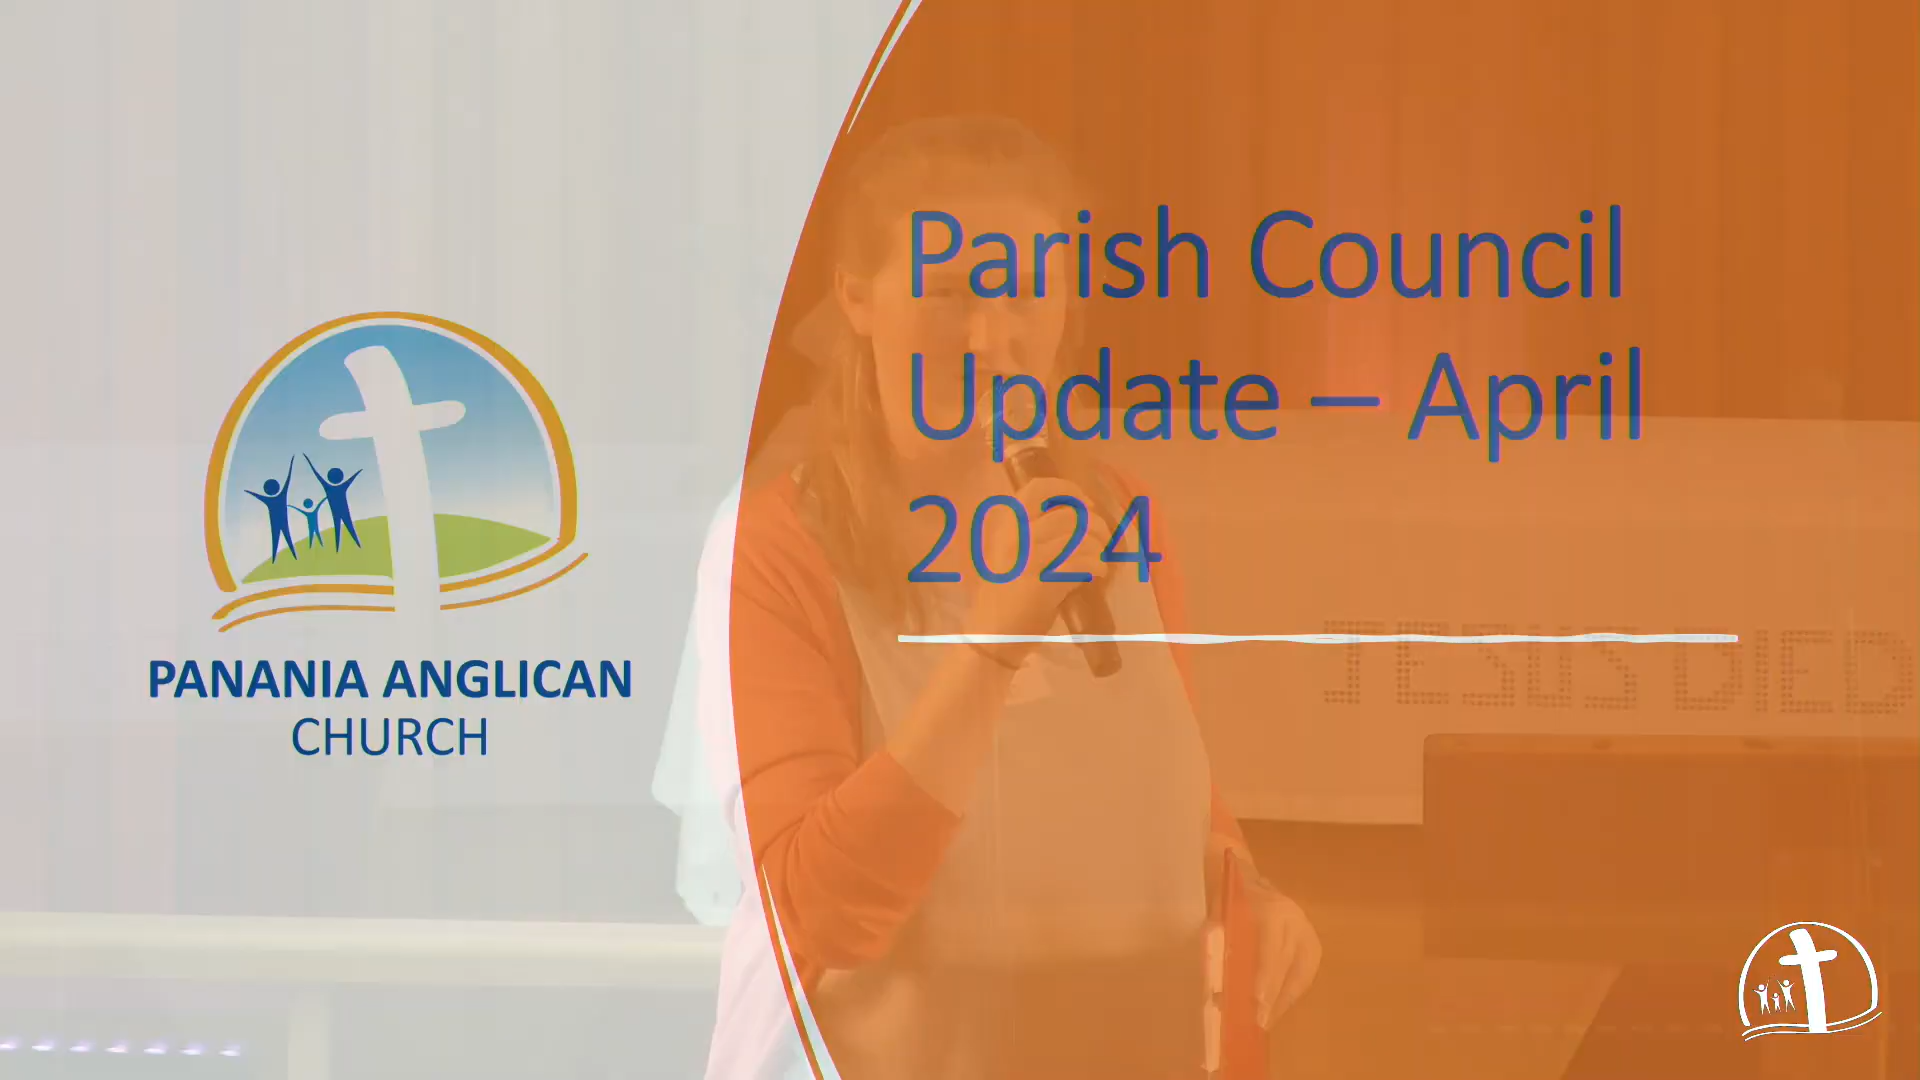 PANANIA ANGLICAN
CHURCH
Parish Council
Update – April
2024
JESUS DIED